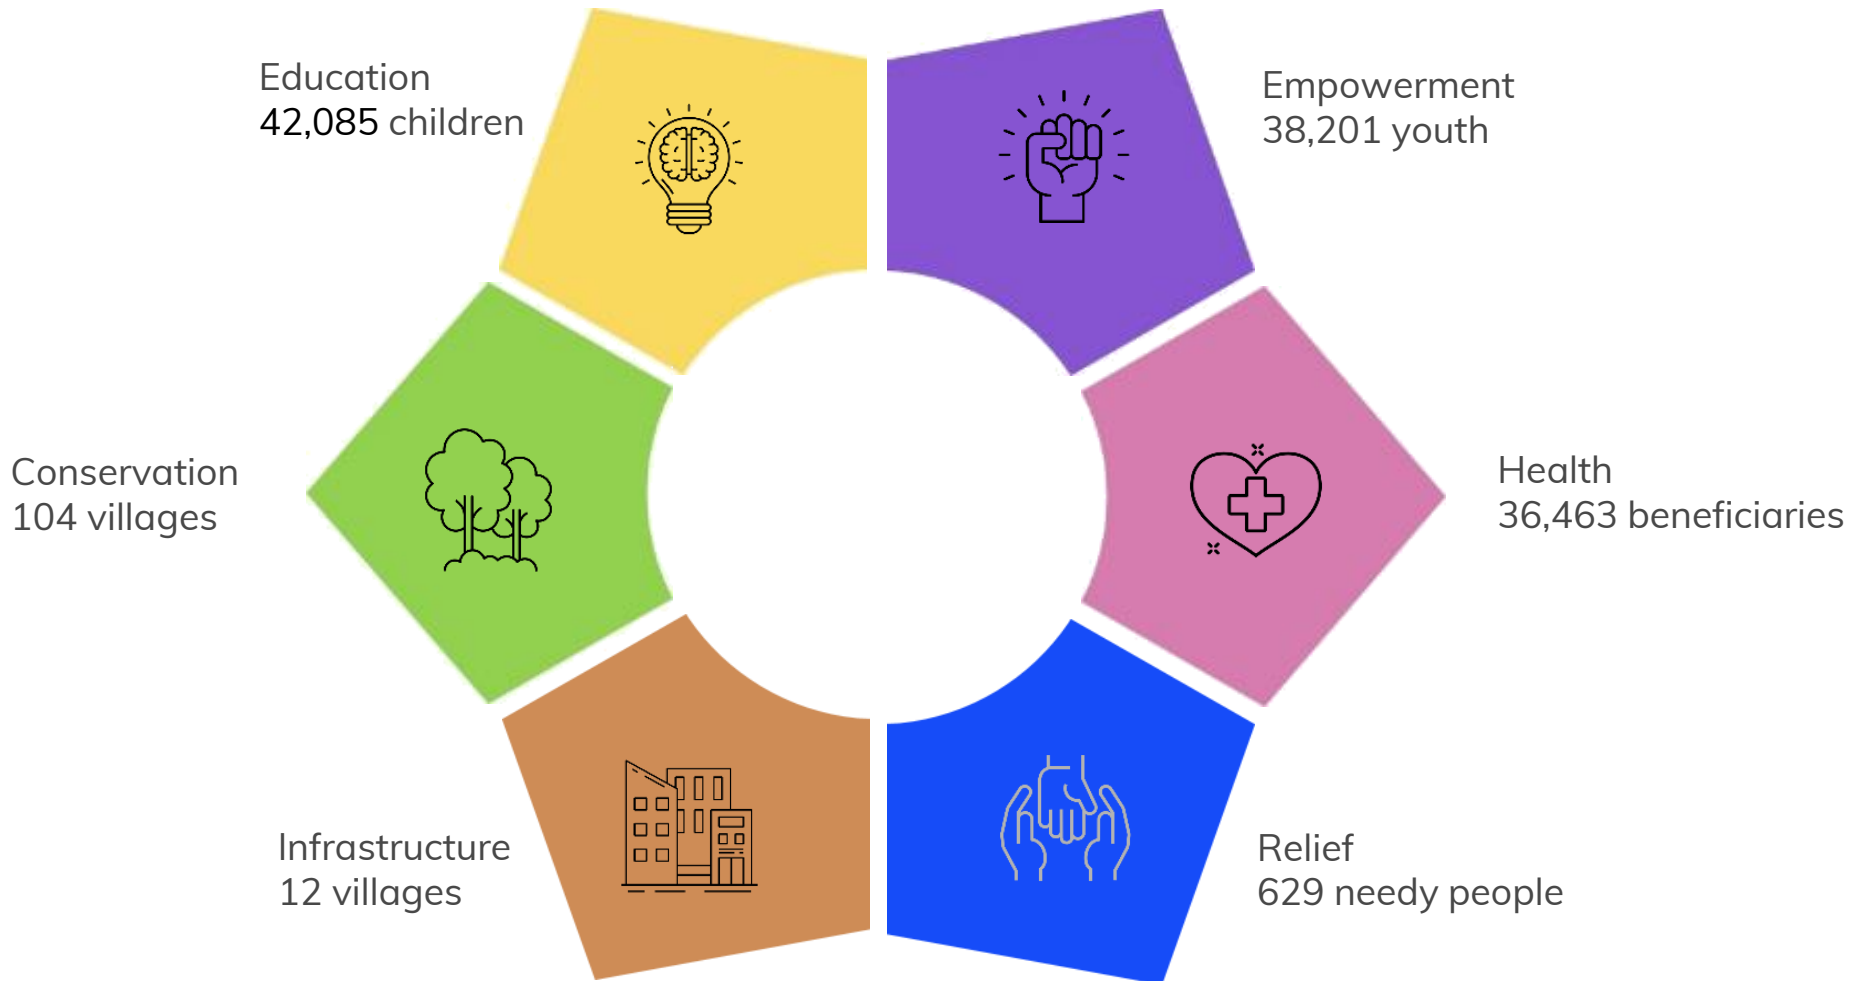 Education
42,085 children
Empowerment
38,201 youth
Conservation
104 villages
Health
36,463 beneficiaries
Infrastructure
12 villages
Relief
629 needy people